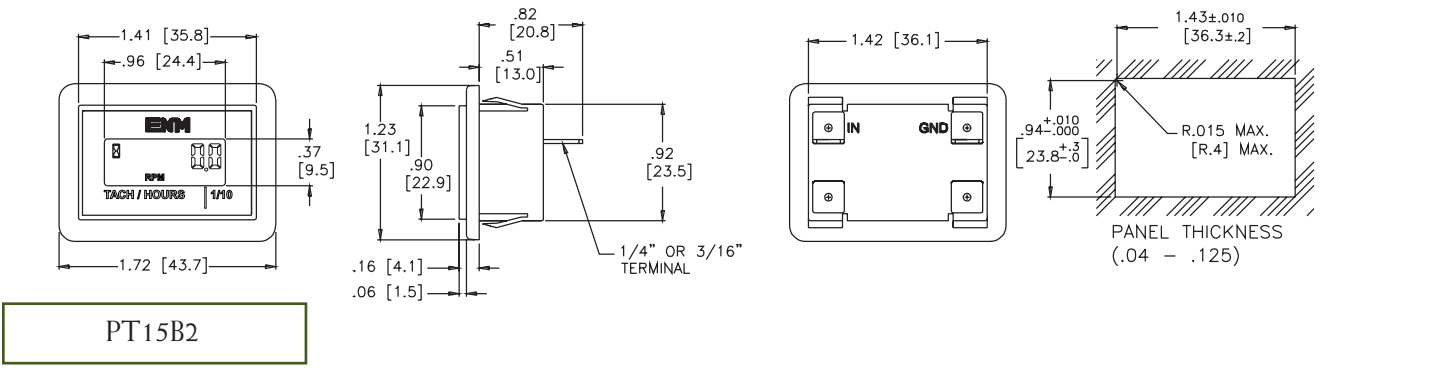 1.41 [35.8]
.96 [24.4]
ENM
8 8.8
RPM
TACH / HOURS 1/10
.37
[9.5]
1.72 [43.7]
.82
[20.8]
.51
[13.0]
1.23
[31.1]
.90
[22.9]
.92
[23.5]
.16 [4.1]
.06 [1.5]
1/4” OR 3/16”
TERMINAL
1.42 [36.1]
IN GND
1.43±.010
[36.3±.2]
.94+.010-.000
[23.8+.3-.0]
R.015 MAX.
[R.4] MAX.
PANEL THICKNESS
(.04 – .125)
PT15B2